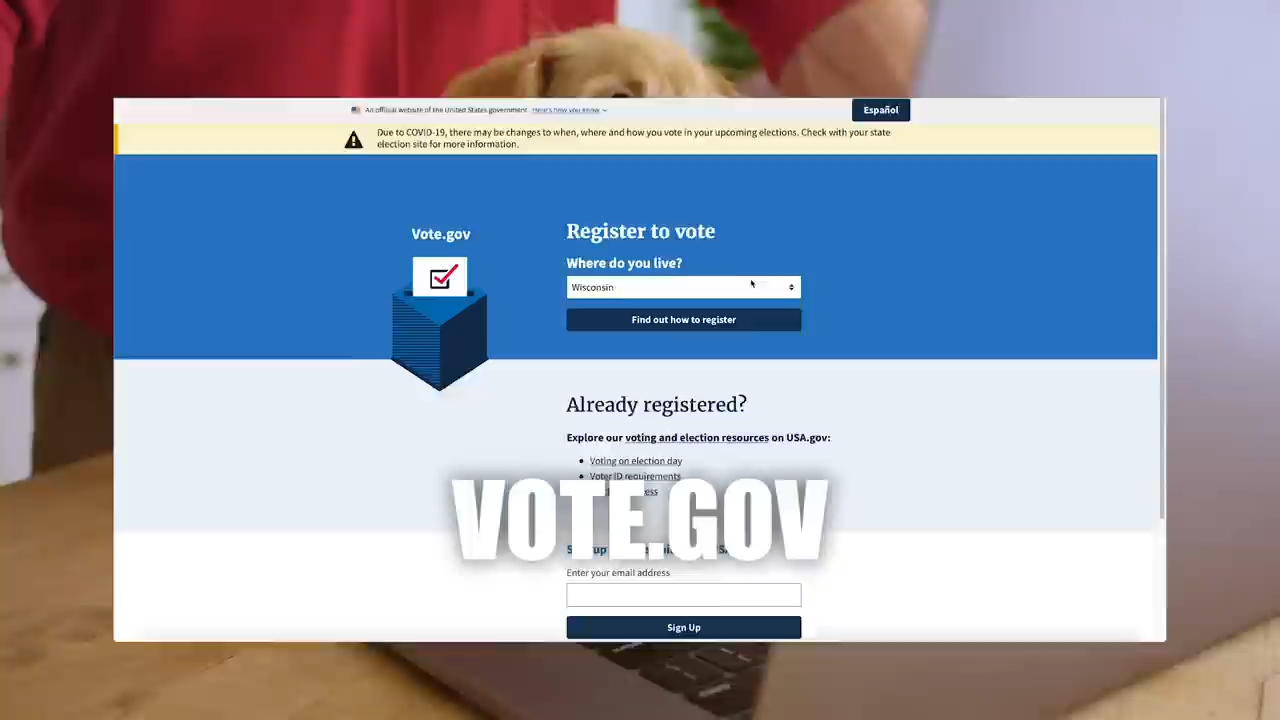 An official website of the United States government. Here's how you know
Español
Due to COVID-19, there may be changes to when, where and how you vote in your upcoming elections. Check with your state
election site for more information.
Vote.gov
Register to vote
Where do you live?
Wisconsin
Find out how to register
Already registered?
Explore our voting and election resources on USA.gov:
Voting on election day
Voter ID requirements
VOTE.GOV
Enter your email address
Sign Up